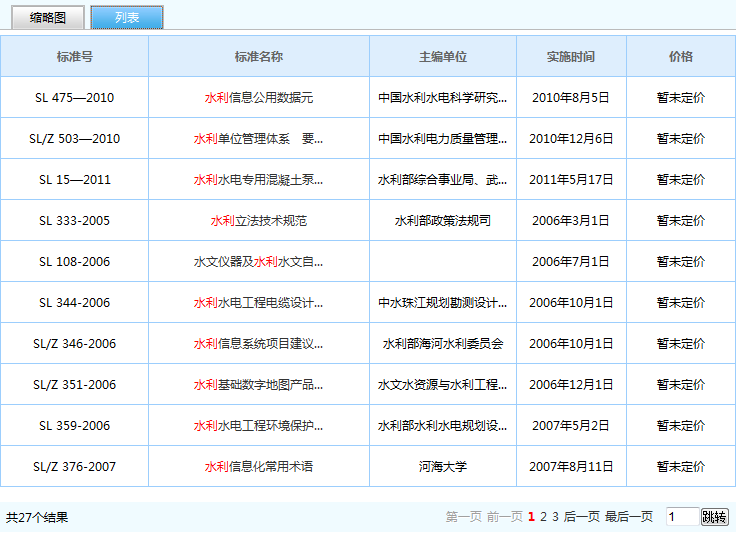 缩略图 列表
标准号 标准名称 主编单位 实施时间 价格
SL 475—2010 水利信息公用数据元 中国水利水电科学研究... 2010年8月5日 暂未定价
SL/Z 503—2010 水利单位管理体系　要... 中国水利电力质量管理... 2010年12月6日 暂未定价
SL 15—2011 水利水电专用混凝土泵... 水利部综合事业局、武... 2011年5月17日 暂未定价
SL 333-2005 水利立法技术规范 水利部政策法规司 2006年3月1日 暂未定价
SL 108-2006 水文仪器及水利水文自... 2006年7月1日 暂未定价
SL 344-2006 水利水电工程电缆设计... 中水珠江规划勘测设计... 2006年10月1日 暂未定价
SL/Z 346-2006 水利信息系统项目建议... 水利部海河水利委员会 2006年10月1日 暂未定价
SL/Z 351-2006 水利基础数字地图产品... 水文水资源与水利工程... 2006年12月1日 暂未定价
SL 359-2006 水利水电工程环境保护... 水利部水利水电规划设... 2007年5月2日 暂未定价
SL/Z 376-2007 水利信息化常用术语 河海大学 2007年8月11日 暂未定价
共27个结果 第一页 前一页 1 2 3 后一页 最后一页 1 跳转